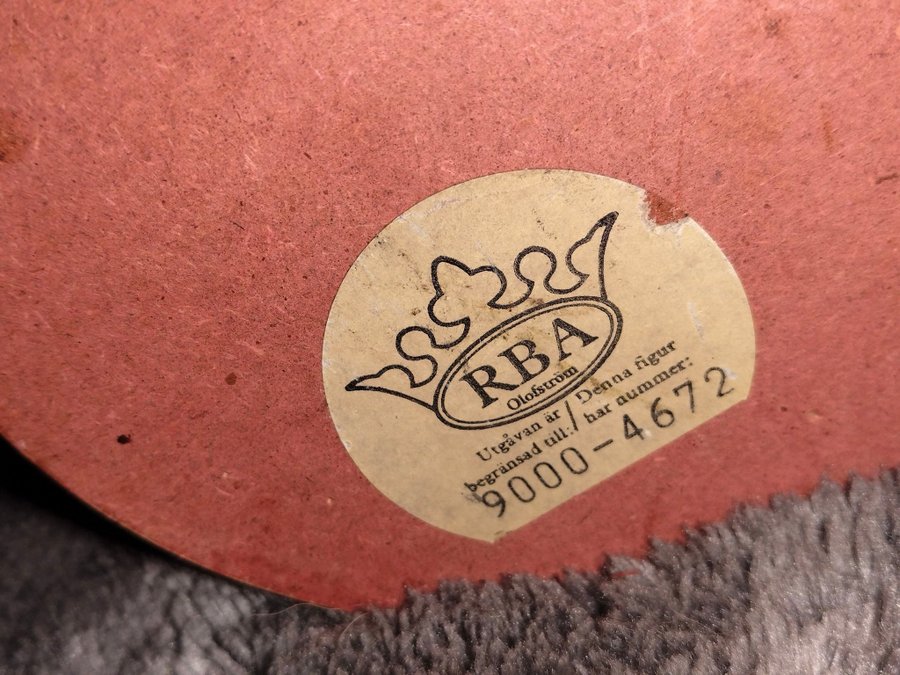 RBA
Olofström
Utgåvan är / Denna figur
begränsad till: / har nummer:
9000-4672